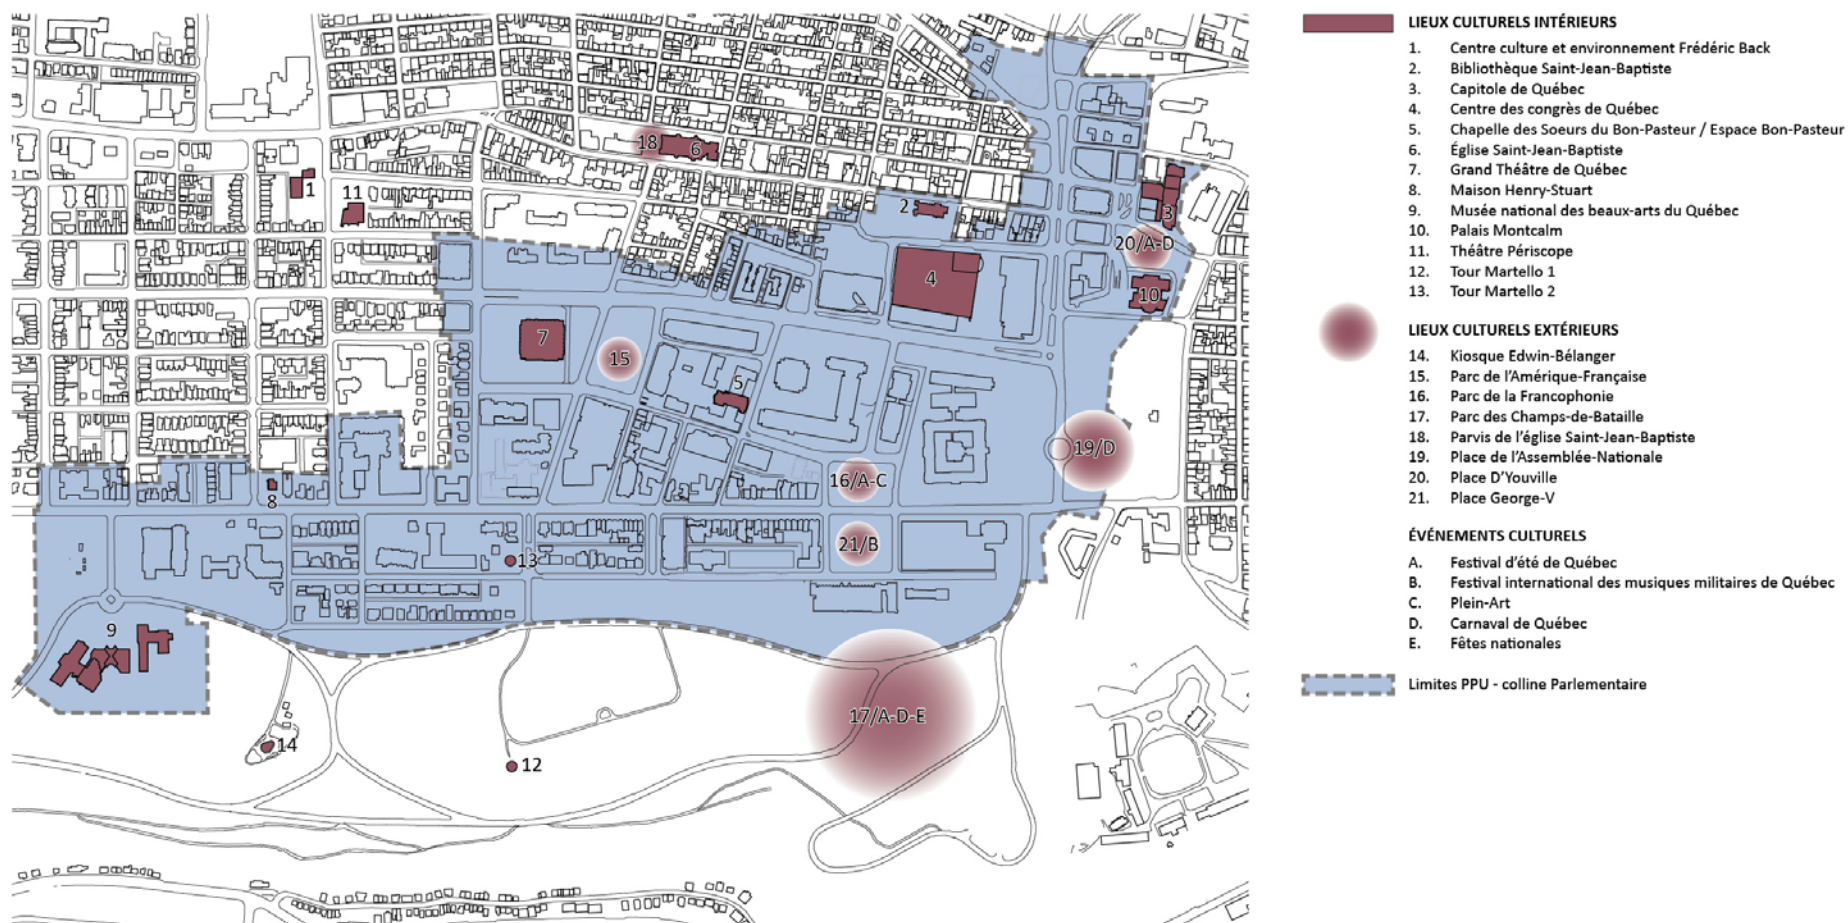 18
6
1
11
2
3
20/A-D
4
10
7
15
5
19/D
16/A-C
8
21/B
13
9
17/A-D-E
14
12
LIEUX CULTURELS INTÉRIEURS
1. Centre culture et environnement Frédéric Back
2. Bibliothèque Saint-Jean-Baptiste
3. Capitole de Québec
4. Centre des congrès de Québec
5. Chapelle des Soeurs du Bon-Pasteur / Espace Bon-Pasteur
6. Église Saint-Jean-Baptiste
7. Grand Théâtre de Québec
8. Maison Henry-Stuart
9. Musée national des beaux-arts du Québec
10. Palais Montcalm
11. Théâtre Périscope
12. Tour Martello 1
13. Tour Martello 2
LIEUX CULTURELS EXTÉRIEURS
14. Kiosque Edwin-Bélanger
15. Parc de l'Amérique-Française
16. Parc de la Francophonie
17. Parc des Champs-de-Bataille
18. Parvis de l'église Saint-Jean-Baptiste
19. Place de l'Assemblée-Nationale
20. Place D'Youville
21. Place George-V
ÉVÉNEMENTS CULTURELS
A. Festival d'été de Québec
B. Festival international des musiques militaires de Québec
C. Plein-Art
D. Carnaval de Québec
E. Fêtes nationales
Limites PPU - colline Parlementaire